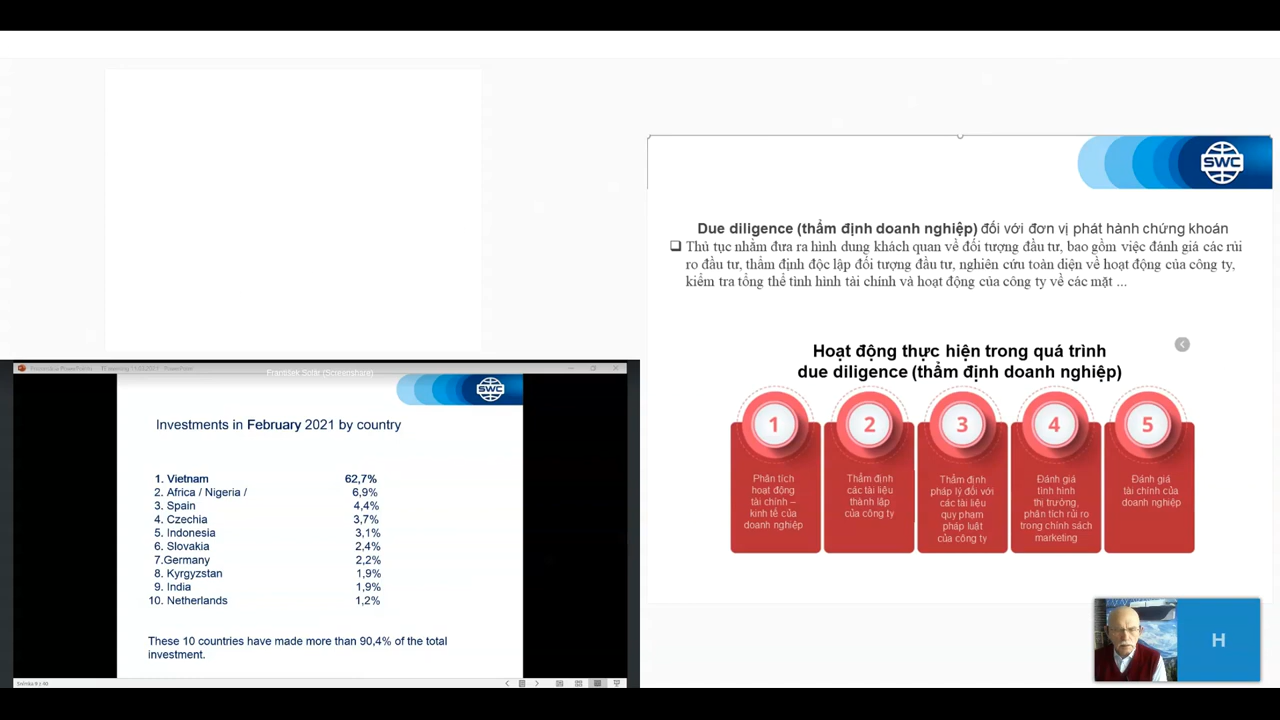 František Solár (Screenshare)
SWC
Investments in February 2021 by country
1. Vietnam 62,7%
2. Africa / Nigeria / 6,9%
3. Spain 4,4%
4. Czechia 3,7%
5. Indonesia 3,1%
6. Slovakia 2,4%
7.Germany 2,2%
8. Kyrgyzstan 1,9%
9. India 1,9%
10. Netherlands 1,2%
These 10 countries have made more than 90,4% of the total
investment.
SWC
Due diligence (thẩm định doanh nghiệp) đối với đơn vị phát hành chứng khoán
Thủ tục nhằm đưa ra hình dung khách quan về đối tượng đầu tư, bao gồm việc đánh giá các rủi
ro đầu tư, thẩm định độc lập đối tượng đầu tư, nghiên cứu toàn diện về hoạt động của công ty,
kiểm tra tổng thể tình hình tài chính và hoạt động của công ty về các mặt ...
Hoạt động thực hiện trong quá trình
due diligence (thẩm định doanh nghiệp)
1
Phân tích
hoạt động
tài chính –
kinh tế của
doanh nghiệp
2
Thẩm định
các tài liệu
thành lập
của công ty
3
Thẩm định
pháp lý đối với
các tài liệu
quy phạm
pháp luật
của công ty
4
Đánh giá
tình hình
thị trường,
phân tích rủi ro
trong chính sách
marketing
5
Đánh giá
tài chính của
doanh nghiệp
H